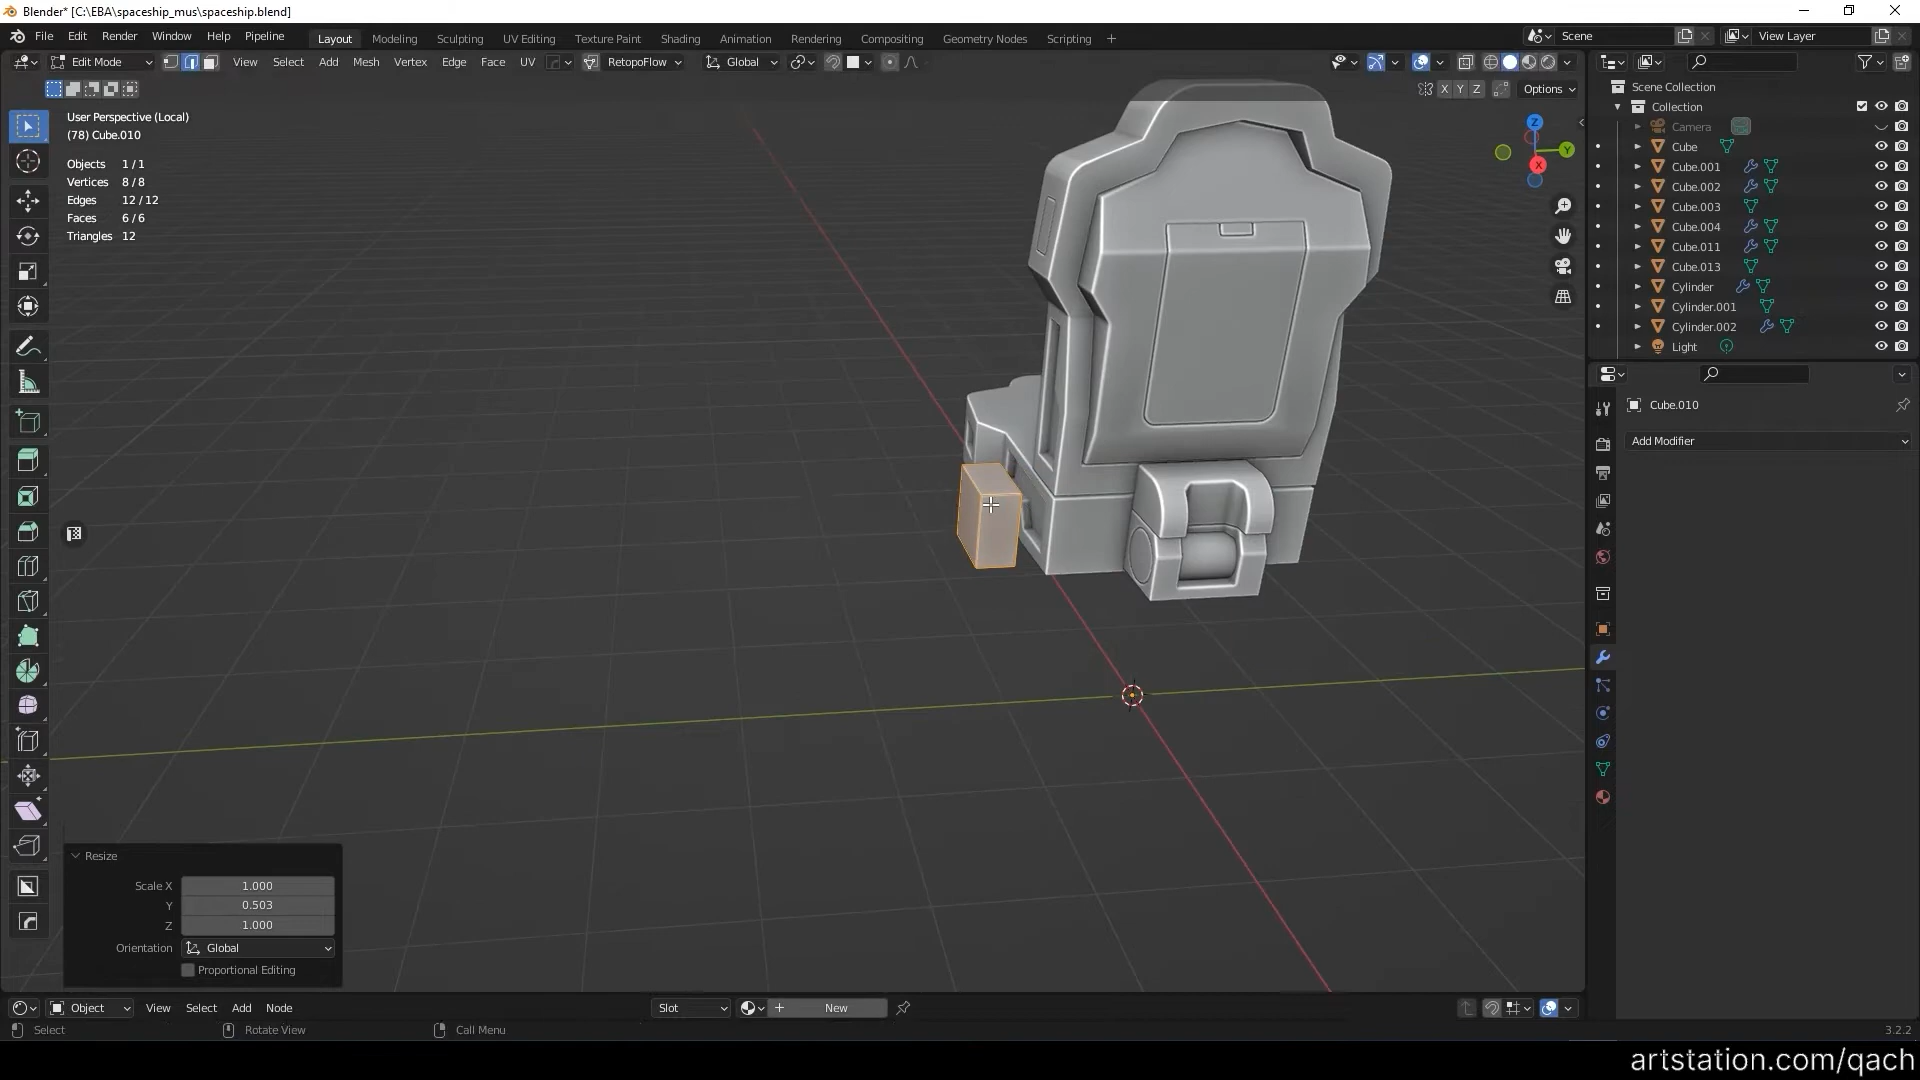 Blender* [C:\EBA\spaceship_mus\spaceship.blend]
File Edit Render Window Help Pipeline
Layout Modeling Sculpting UV Editing Texture Paint Shading Animation Rendering Compositing Geometry Nodes Scripting +
Scene
View Layer
Edit Mode View Select Add Mesh Vertex Edge Face UV RetopoFlow Global
X Y Z Options
User Perspective (Local)
(78) Cube.010
Objects 1 / 1
Vertices 8 / 8
Edges 12 / 12
Faces 6 / 6
Triangles 12
Z
Y
X
Scene Collection
Collection
Camera
Cube
Cube.001
Cube.002
Cube.003
Cube.004
Cube.011
Cube.013
Cylinder
Cylinder.001
Cylinder.002
Light
Cube.010
Add Modifier
Resize
Scale X 1.000
Y 0.503
Z 1.000
Orientation Global
Proportional Editing
Object View Select Add Node Slot + New
Select Rotate View Call Menu 3.2.2
artstation.com/qach